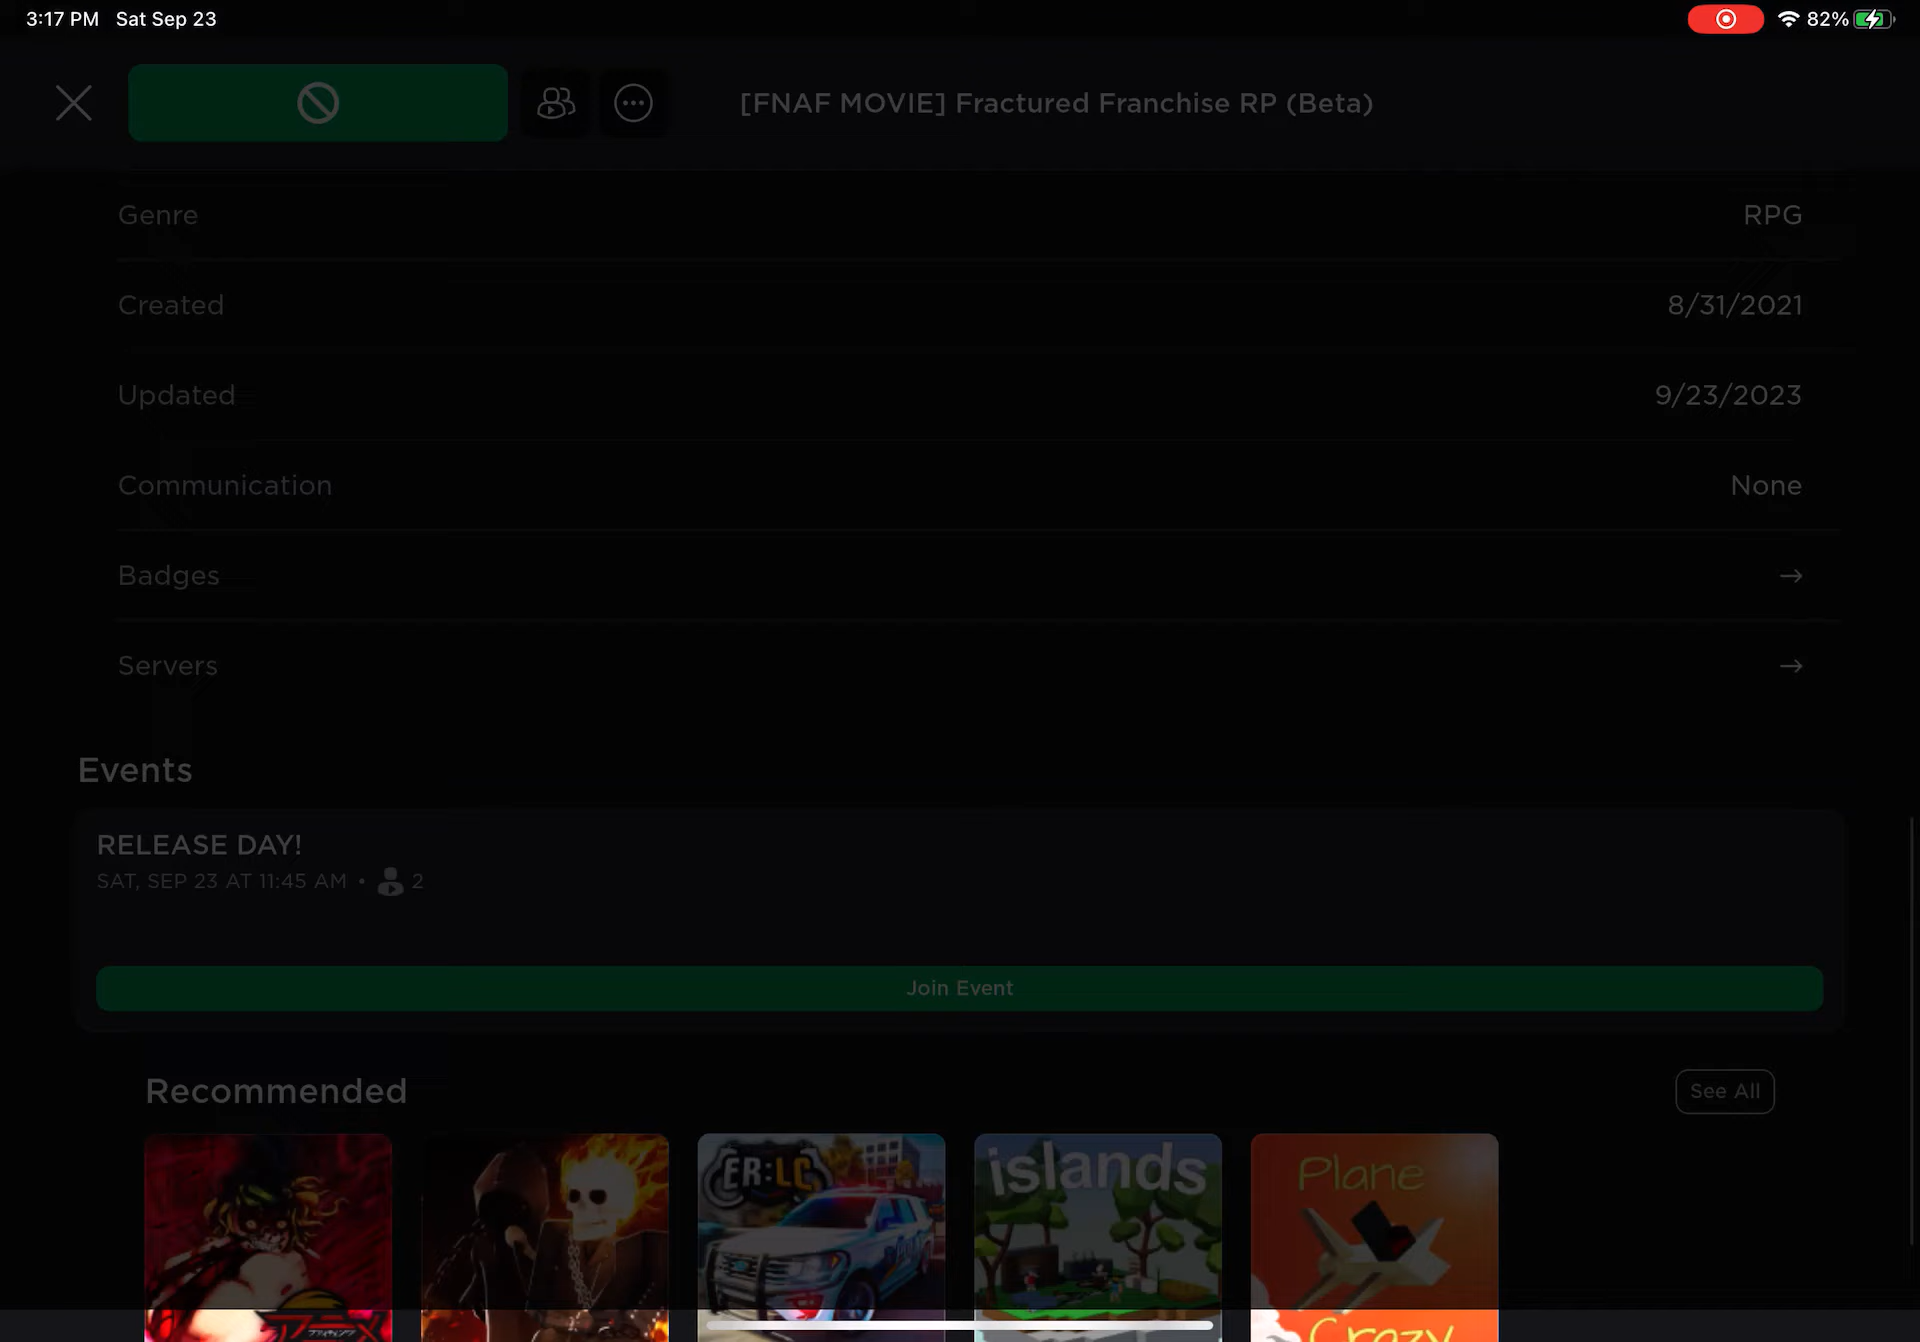 3:17 PM Sat Sep 23
82%
[FNAF MOVIE] Fractured Franchise RP (Beta)
Genre RPG
Created 8/31/2021
Updated 9/23/2023
Communication None
Badges →
Servers →
Events
RELEASE DAY!
SAT, SEP 23 AT 11:45 AM • 2
Join Event
Recommended See All
ER:LC
islands
Plane
Crazy